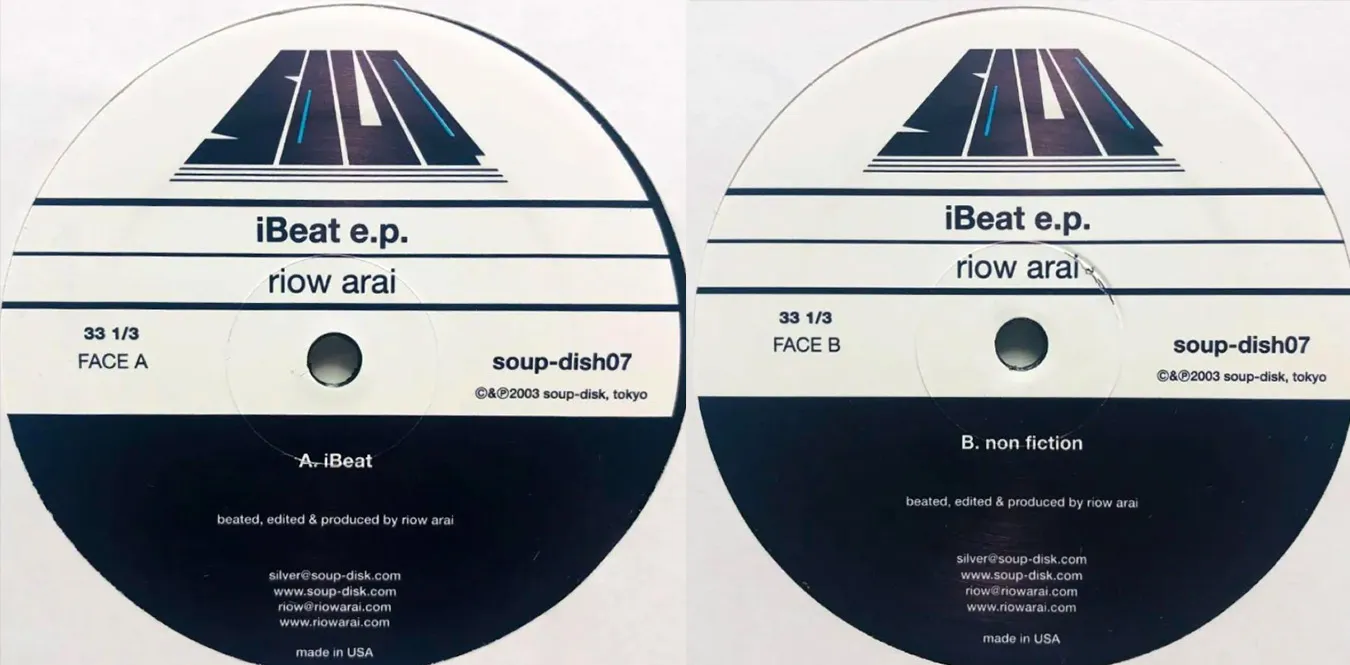 iBeat e.p.
riow arai
33 1/3
FACE A
soup-dish07
©&℗2003 soup-disk, tokyo
A. iBeat
beated, edited & produced by riow arai
silver@soup-disk.com
www.soup-disk.com
riow@riowarai.com
www.riowarai.com
made in USA
iBeat e.p.
riow arai
33 1/3
FACE B
soup-dish07
©&℗2003 soup-disk, tokyo
B. non fiction
beated, edited & produced by riow arai
silver@soup-disk.com
www.soup-disk.com
riow@riowarai.com
www.riowarai.com
made in USA